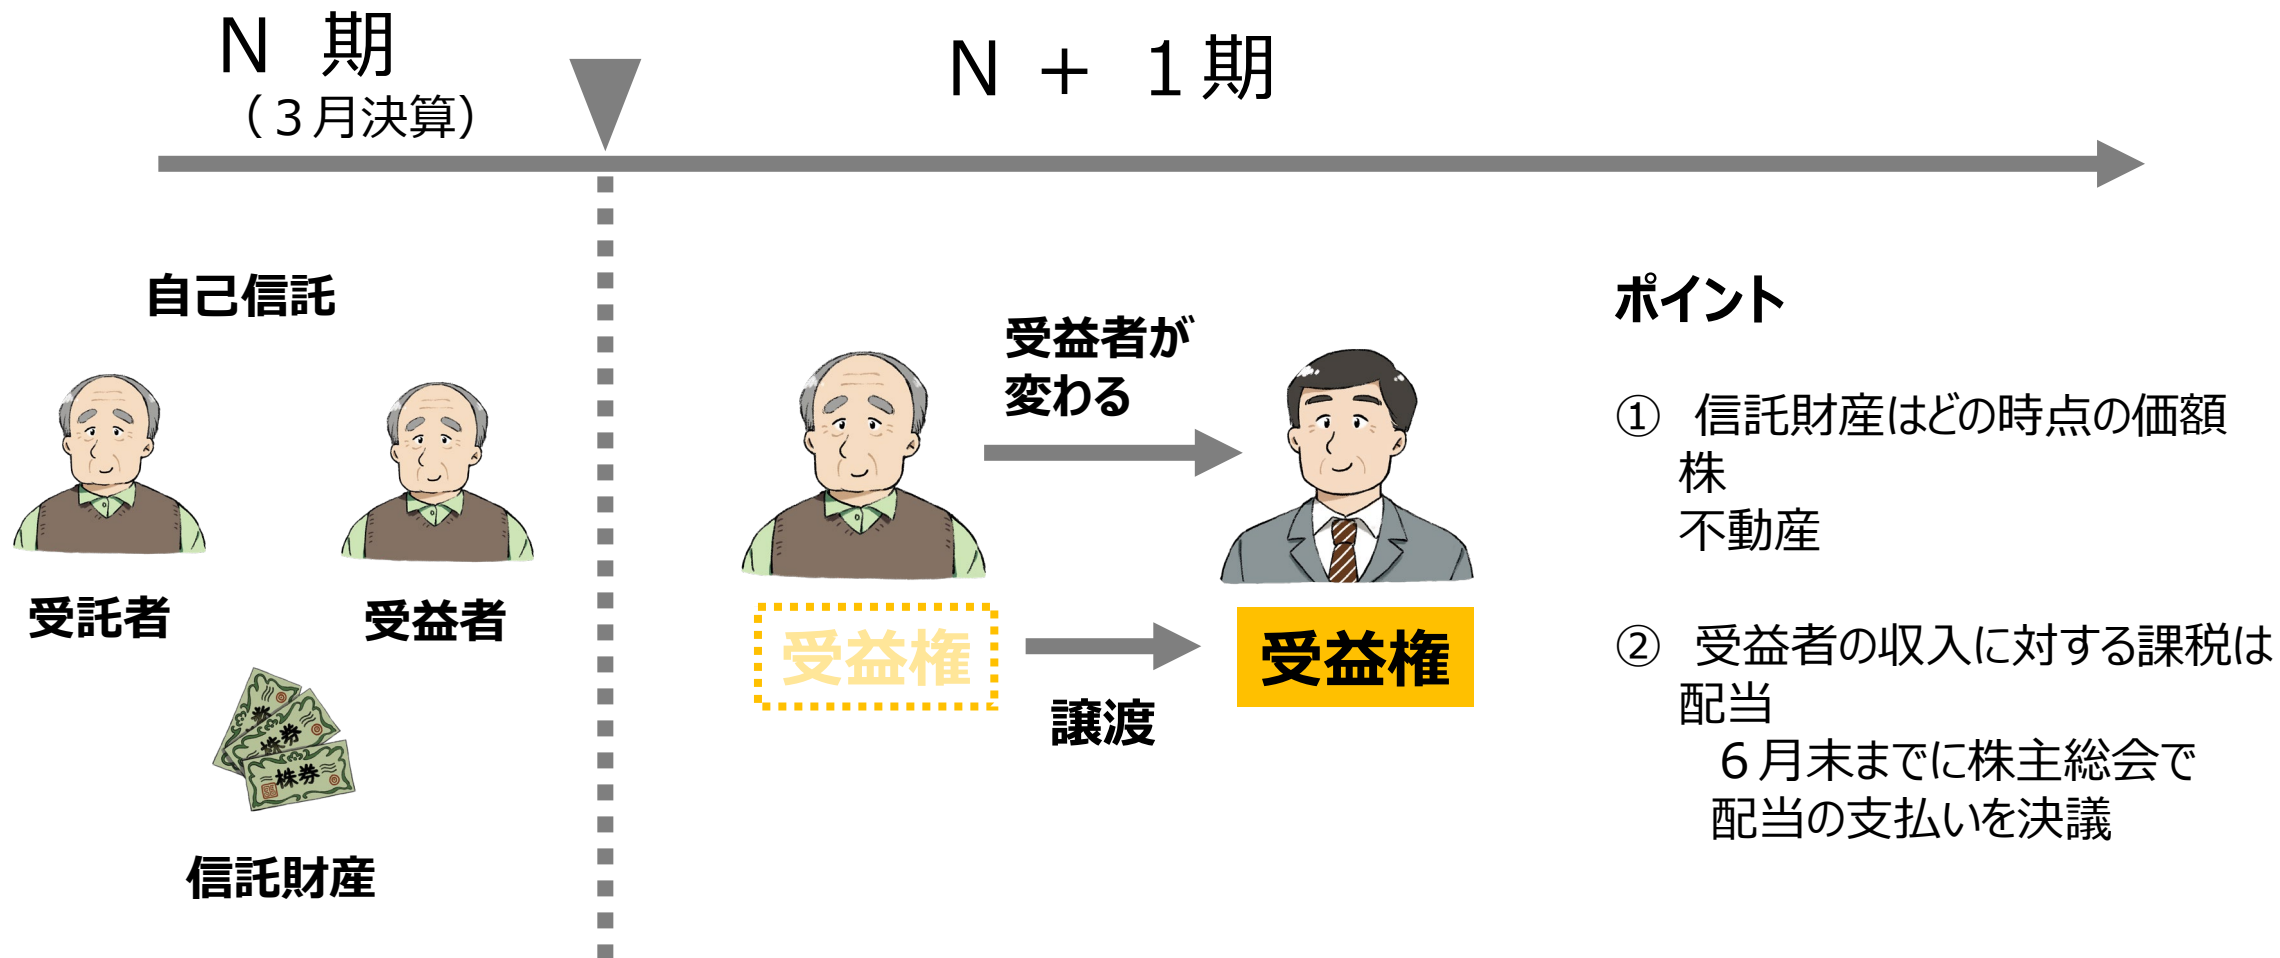 N 期
（３月決算）
N ＋ １期
自己信託
受託者
受益者
株券
株券
株券
信託財産
受益者が
変わる
受益権
受益権
譲渡
ポイント
① 信託財産はどの時点の価額
株
不動産
② 受益者の収入に対する課税は
配当
６月末までに株主総会で
配当の支払いを決議